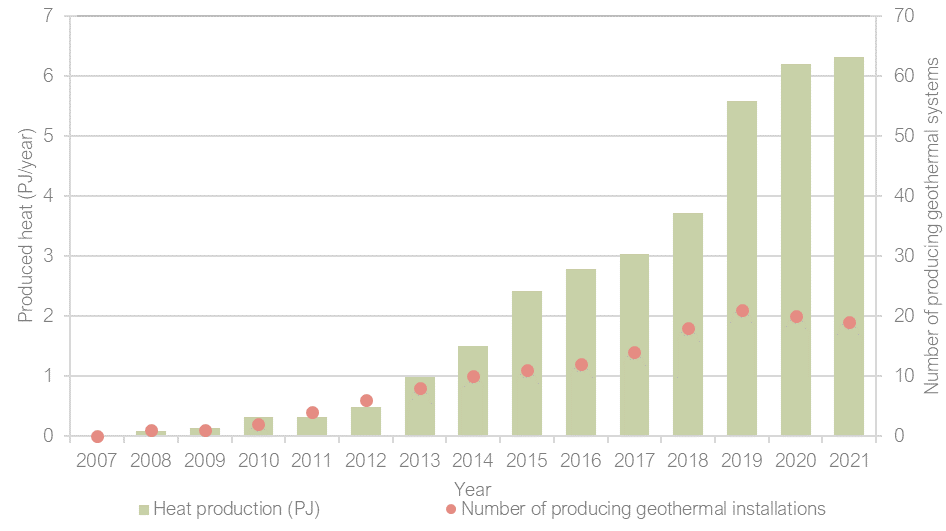 7
70
6
60
5
50
4
40
3
30
2
20
1
10
0
0
Produced heat (PJ/year)
Number of producing geothermal systems
2007 2008 2009 2010 2011 2012 2013 2014 2015 2016 2017 2018 2019 2020 2021
Year
Heat production (PJ)
Number of producing geothermal installations